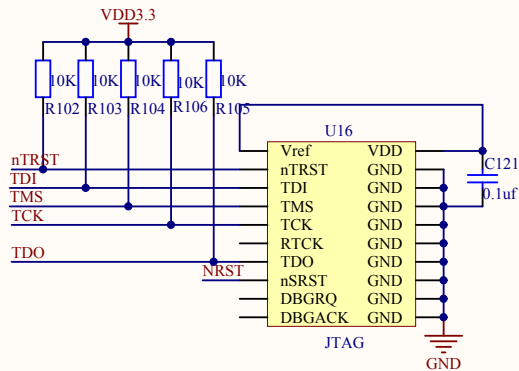 VDD3.3
10K 10K 10K 10K 10K
R102 R103 R104 R106 R105
U16
nTRST
TDI
TMS
TCK
TDO
NRST
Vref VDD
nTRST GND
TDI GND
TMS GND
TCK GND
RTCK GND
TDO GND
nSRST GND
DBGRQ GND
DBGACK GND
C121
0.1uf
JTAG
GND